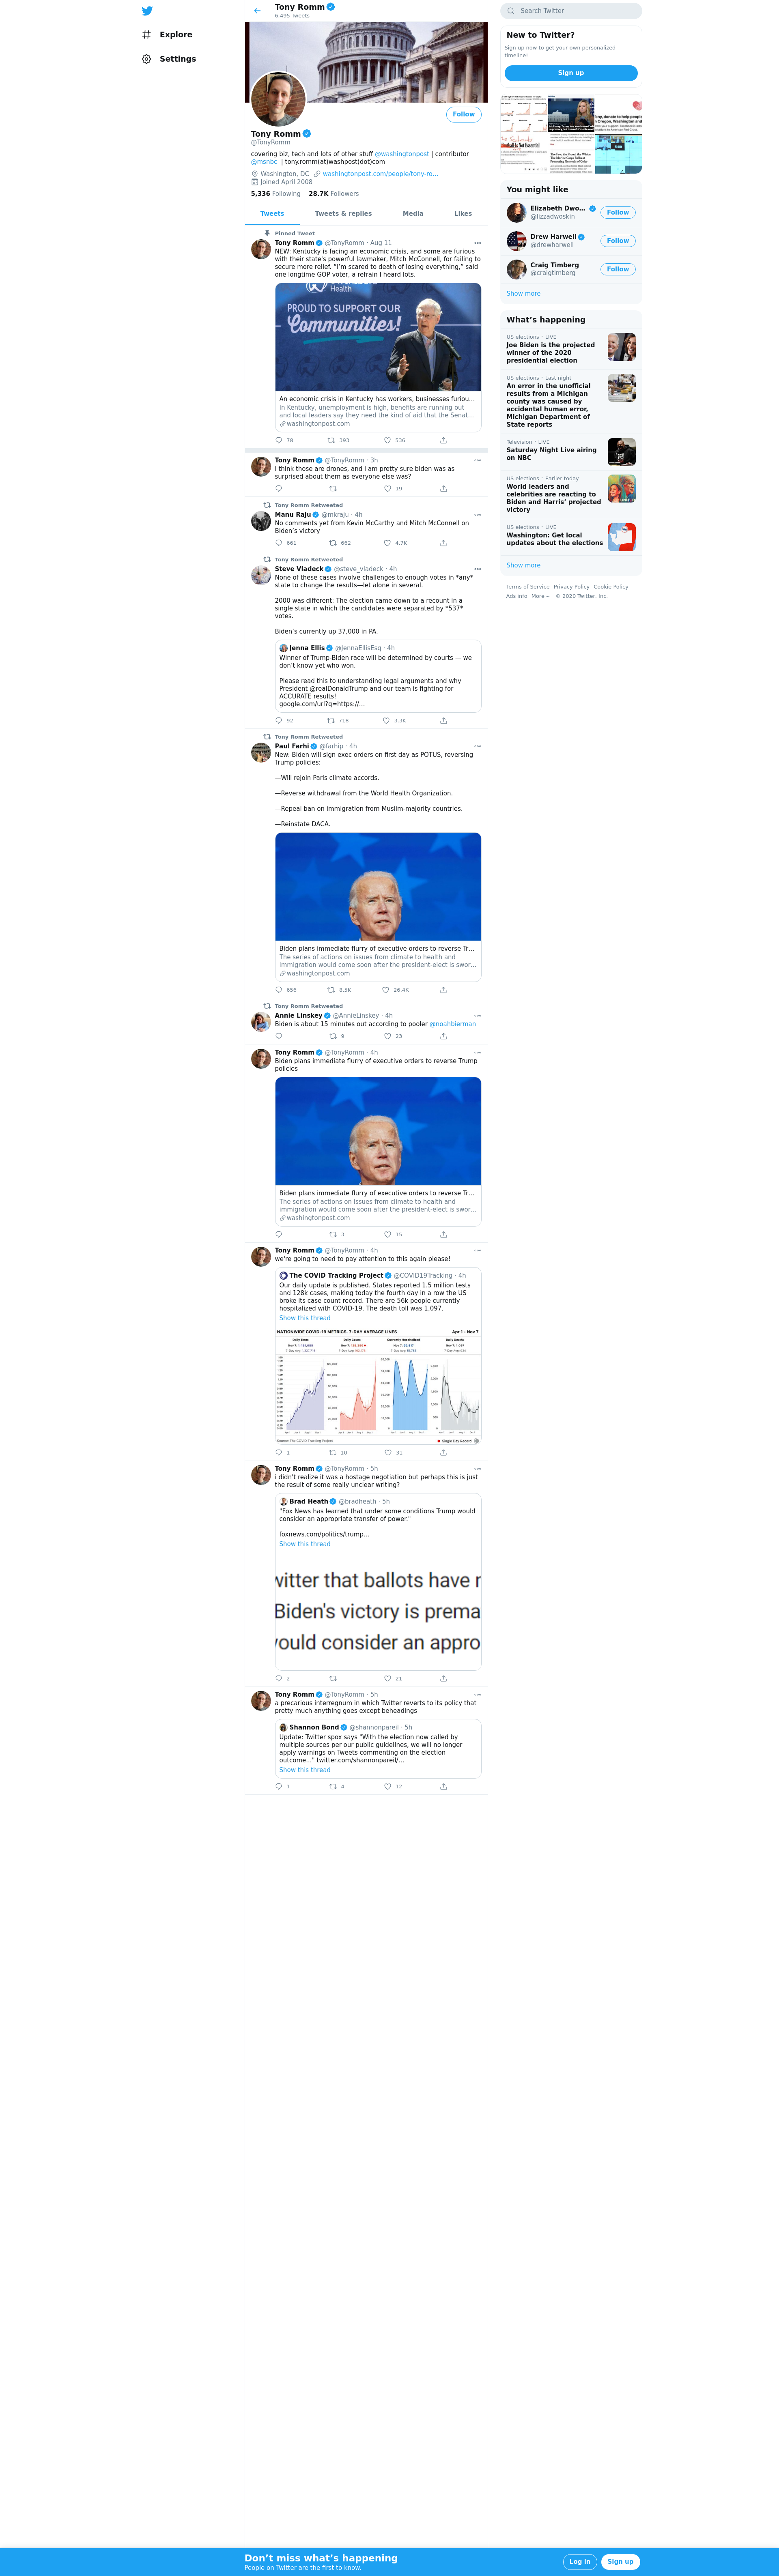 Explore
Settings
Tony Romm
6,495 Tweets
Follow
Tony Romm
@TonyRomm
covering biz, tech and lots of other stuff @washingtonpost | contributor
@msnbc | tony.romm(at)washpost(dot)com
Washington, DC washingtonpost.com/people/tony-ro…
Joined April 2008
5,336 Following 28.7K Followers
Tweets Tweets & replies Media Likes
Pinned Tweet
Tony Romm @TonyRomm · Aug 11
NEW: Kentucky is facing an economic crisis, and some are furious
with their state's powerful lawmaker, Mitch McConnell, for failing to
secure more relief. "I'm scared to death of losing everything," said
one longtime GOP voter, a refrain I heard lots.
Health
PROUD TO SUPPORT OUR
Communities!
An economic crisis in Kentucky has workers, businesses furiou…
In Kentucky, unemployment is high, benefits are running out
and local leaders say they need the kind of aid that the Senat…
washingtonpost.com
78 393 536
Tony Romm @TonyRomm · 3h
i think those are drones, and i am pretty sure biden was as
surprised about them as everyone else was?
19
Tony Romm Retweeted
Manu Raju @mkraju · 4h
No comments yet from Kevin McCarthy and Mitch McConnell on
Biden's victory
661 662 4.7K
Tony Romm Retweeted
Steve Vladeck @steve_vladeck · 4h
None of these cases involve challenges to enough votes in *any*
state to change the results—let alone in several.
2000 was different: The election came down to a recount in a
single state in which the candidates were separated by *537*
votes.
Biden's currently up 37,000 in PA.
Jenna Ellis @JennaEllisEsq · 4h
Winner of Trump-Biden race will be determined by courts — we
don't know yet who won.
Please read this to understanding legal arguments and why
President @realDonaldTrump and our team is fighting for
ACCURATE results!
google.com/url?q=https://…
92 718 3.3K
Tony Romm Retweeted
Paul Farhi @farhip · 4h
New: Biden will sign exec orders on first day as POTUS, reversing
Trump policies:
—Will rejoin Paris climate accords.
—Reverse withdrawal from the World Health Organization.
—Repeal ban on immigration from Muslim-majority countries.
—Reinstate DACA.
Biden plans immediate flurry of executive orders to reverse Tr…
The series of actions on issues from climate to health and
immigration would come soon after the president-elect is swor…
washingtonpost.com
656 8.5K 26.4K
Tony Romm Retweeted
Annie Linskey @AnnieLinskey · 4h
Biden is about 15 minutes out according to pooler @noahbierman
9 23
Tony Romm @TonyRomm · 4h
Biden plans immediate flurry of executive orders to reverse Trump
policies
Biden plans immediate flurry of executive orders to reverse Tr…
The series of actions on issues from climate to health and
immigration would come soon after the president-elect is swor…
washingtonpost.com
3 15
Tony Romm @TonyRomm · 4h
we're going to need to pay attention to this again please!
The COVID Tracking Project @COVID19Tracking · 4h
Our daily update is published. States reported 1.5 million tests
and 128k cases, making today the fourth day in a row the US
broke its case count record. There are 56k people currently
hospitalized with COVID-19. The death toll was 1,097.
Show this thread
NATIONWIDE COVID-19 METRICS. 7-DAY AVERAGE LINES Apr 1 - Nov 7
Daily Tests Daily Cases Currently Hospitalized Daily Deaths
Source: The COVID Tracking Project Single Day Record
1 10 31
Tony Romm @TonyRomm · 5h
i didn't realize it was a hostage negotiation but perhaps this is just
the result of some really unclear writing?
Brad Heath @bradheath · 5h
"Fox News has learned that under some conditions Trump would
consider an appropriate transfer of power."
foxnews.com/politics/trump…
Show this thread
witter that ballots have r
Biden's victory is prema
ould consider an appro
2 21
Tony Romm @TonyRomm · 5h
a precarious interregnum in which Twitter reverts to its policy that
pretty much anything goes except beheadings
Shannon Bond @shannonpareil · 5h
Update: Twitter spox says "With the election now called by
multiple sources per our public guidelines, we will no longer
apply warnings on Tweets commenting on the election
outcome..." twitter.com/shannonpareil/…
Show this thread
1 4 12
Search Twitter
New to Twitter?
Sign up now to get your own personalized
timeline!
Sign up
You might like
Elizabeth Dwo…
@lizzadwoskin
Follow
Drew Harwell
@drewharwell
Follow
Craig Timberg
@craigtimberg
Follow
Show more
What's happening
US elections · LIVE
Joe Biden is the projected
winner of the 2020
presidential election
US elections · Last night
An error in the unofficial
results from a Michigan
county was caused by
accidental human error,
Michigan Department of
State reports
Television · LIVE
Saturday Night Live airing
on NBC
US elections · Earlier today
World leaders and
celebrities are reacting to
Biden and Harris' projected
victory
US elections · LIVE
Washington: Get local
updates about the elections
Show more
Terms of Service Privacy Policy Cookie Policy
Ads info More ••• © 2020 Twitter, Inc.
Don't miss what's happening
People on Twitter are the first to know.
Log in Sign up